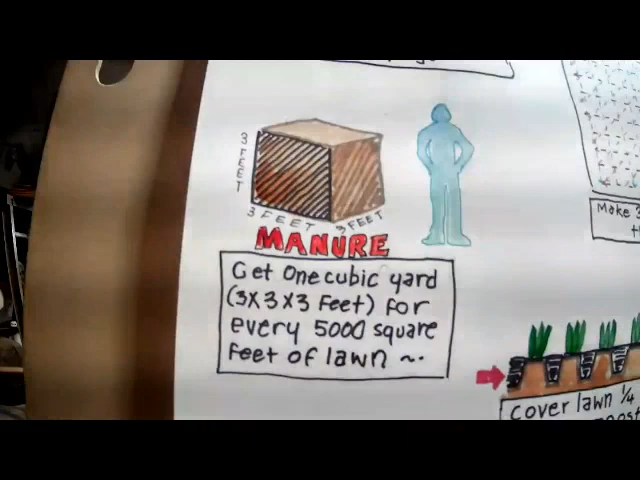 3 FEET
3 FEET
3 FEET
MANURE
Get One cubic yard
(3x3x3 Feet) for
every 5000 square
Feet of lawn ~.
Make 3
cover lawn 1/4